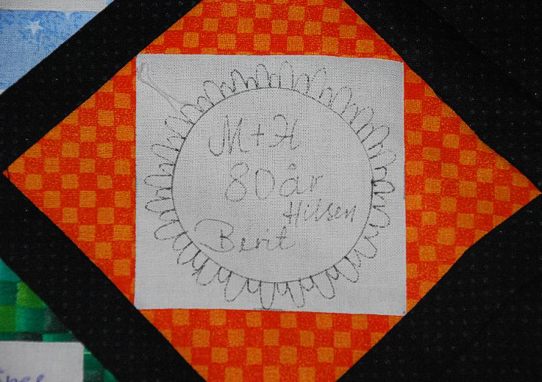 M+H
80 år
Hilsen
Berit